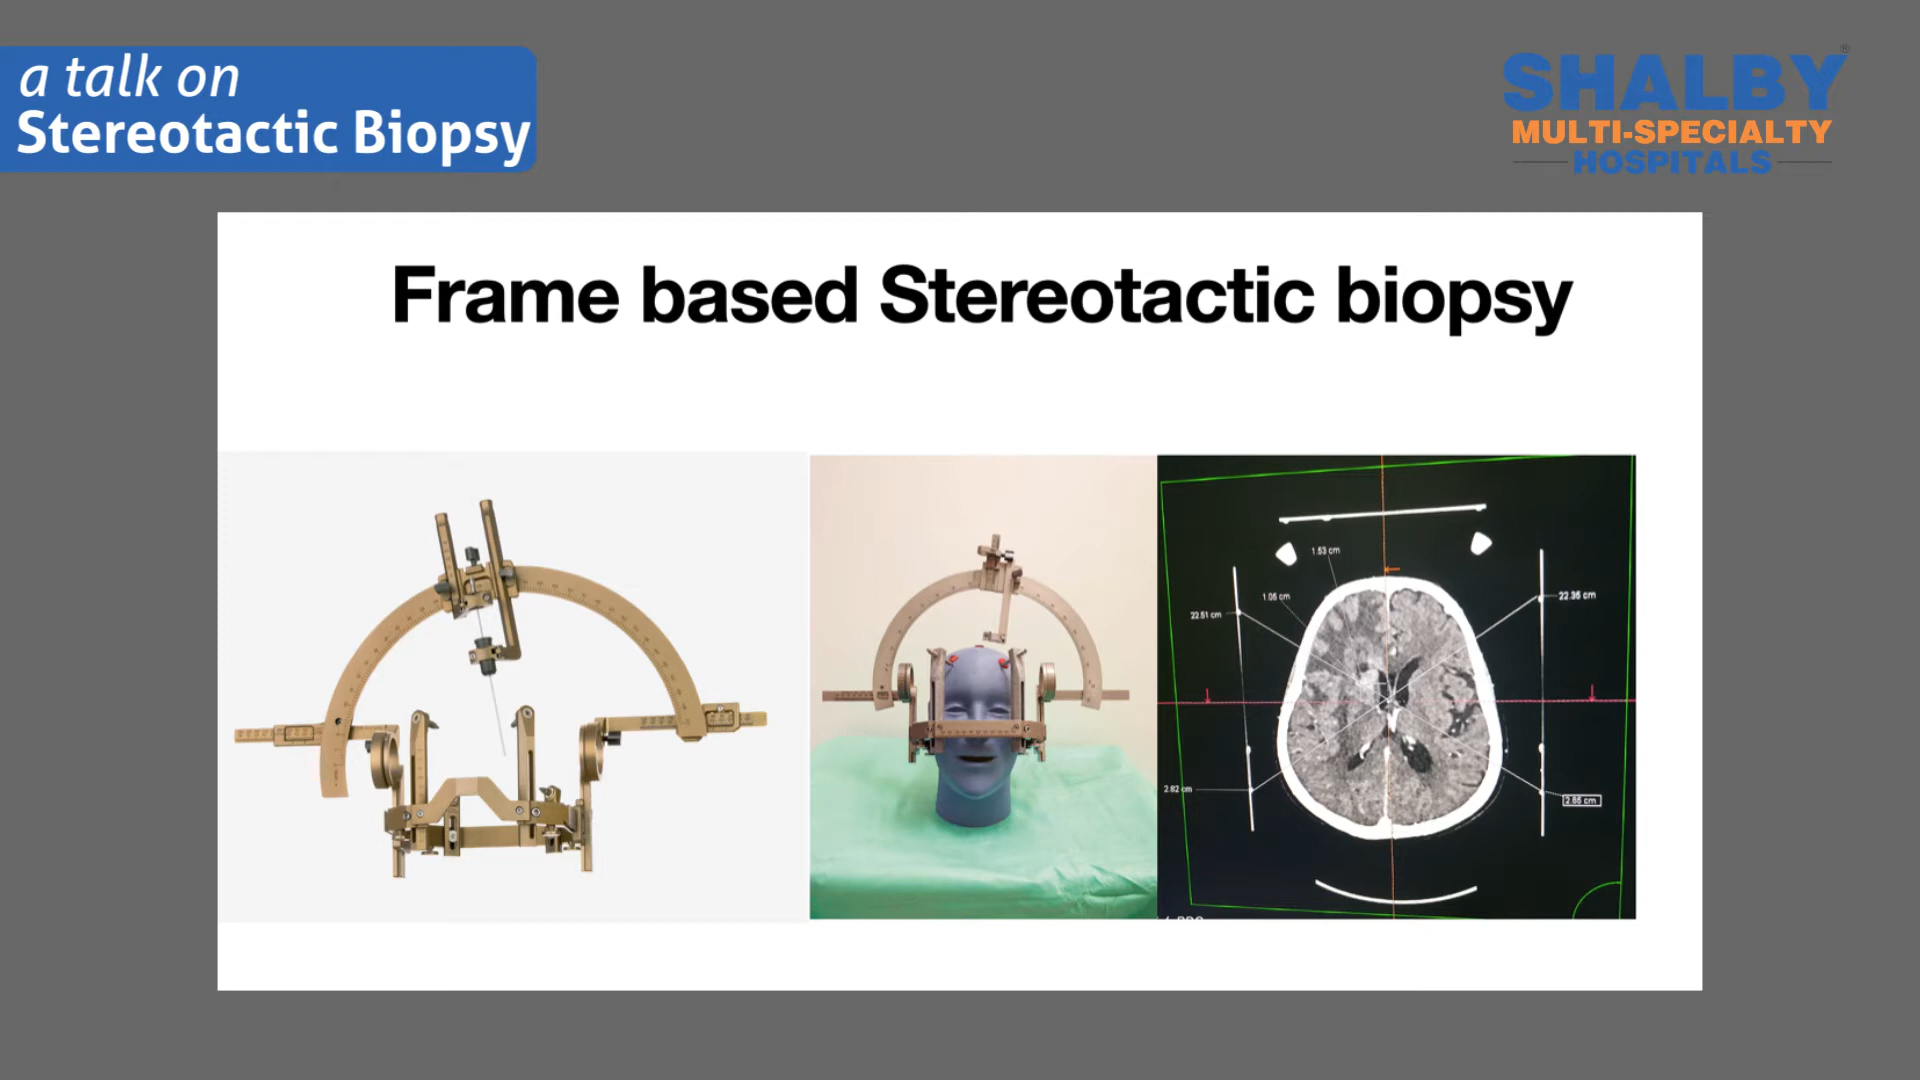 a talk on
Stereotactic Biopsy
SHALBY®
MULTI-SPECIALTY
HOSPITALS
Frame based Stereotactic biopsy
1.53 cm
1.05 cm
22.51 cm
22.35 cm
2.82 cm
2.65 cm